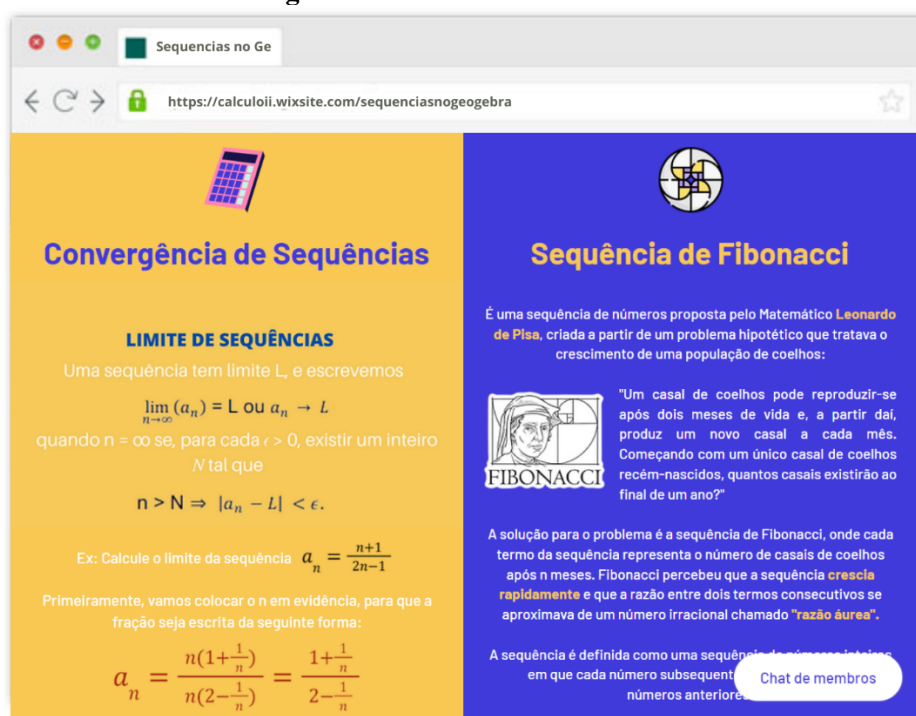 Sequencias no Ge
https://calculoii.wixsite.com/sequenciasnogeogebra
Convergência de Sequências
LIMITE DE SEQUÊNCIAS
Uma sequência tem limite L, e escrevemos
lim n→∞ (aₙ) = L ou aₙ → L
quando n = ∞ se, para cada ϵ > 0, existir um inteiro
N tal que
n > N ⇒ |aₙ − L| < ϵ.
Ex: Calcule o limite da sequência aₙ = n+1/2n−1
Primeiramente, vamos colocar o n em evidência, para que a
fração seja escrita da seguinte forma:
aₙ = n(1+1/n)/n(2−1/n) = 1+1/n/2−1/n
Sequência de Fibonacci
É uma sequência de números proposta pelo Matemático Leonardo
de Pisa, criada a partir de um problema hipotético que tratava o
crescimento de uma população de coelhos:
FIBONACCI
"Um casal de coelhos pode reproduzir-se
após dois meses de vida e, a partir daí,
produz um novo casal a cada mês.
Começando com um único casal de coelhos
recém-nascidos, quantos casais existirão ao
final de um ano?"
A solução para o problema é a sequência de Fibonacci, onde cada
termo da sequência representa o número de casais de coelhos
após n meses. Fibonacci percebeu que a sequência crescia
rapidamente e que a razão entre dois termos consecutivos se
aproximava de um número irracional chamado "razão áurea".
A sequência é definida como uma sequência de números inteiros
em que cada número subsequent
números anteriores
Chat de membros